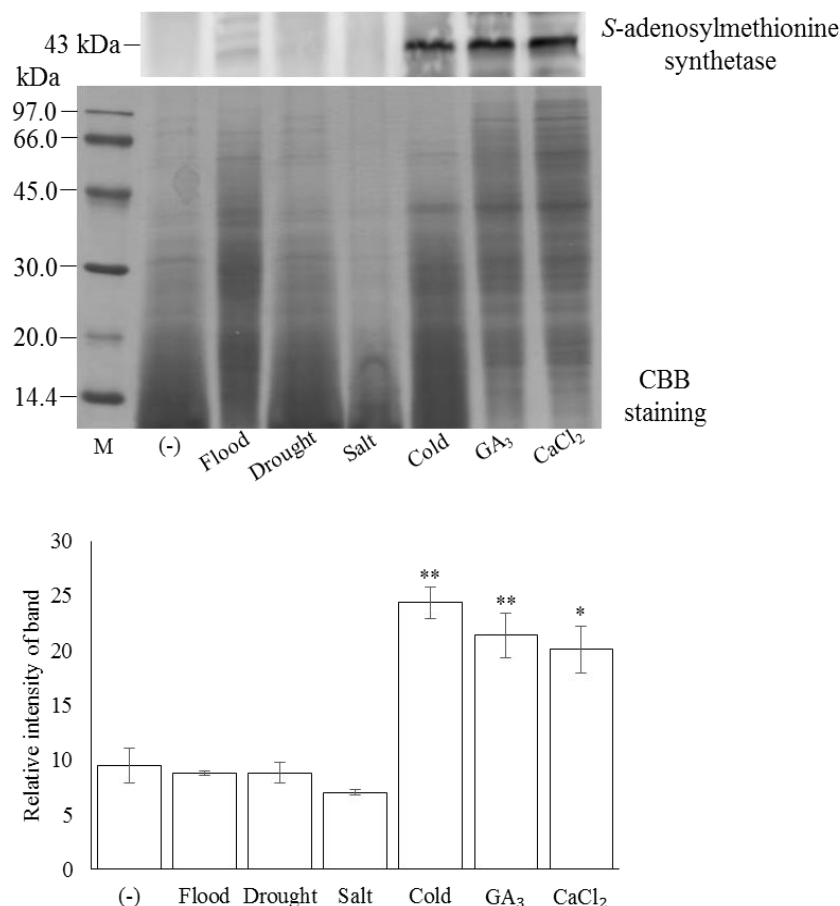 43 kDa
S-adenosylmethionine
synthetase
kDa
97.0
66.0
45.0
30.0
20.0
14.4
CBB
staining
M (-) Flood Drought Salt Cold GA₃ CaCl₂
30
25
20
15
10
5
0
Relative intensity of band
** ** *
(-) Flood Drought Salt Cold GA₃ CaCl₂